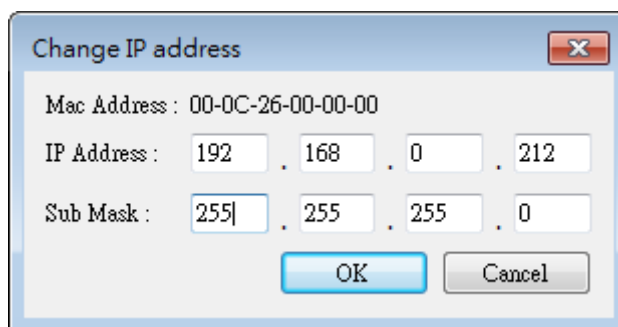 Change IP address
Mac Address : 00-0C-26-00-00-00
IP Address : 192 . 168 . 0 . 212
Sub Mask : 255 . 255 . 255 . 0
OK Cancel